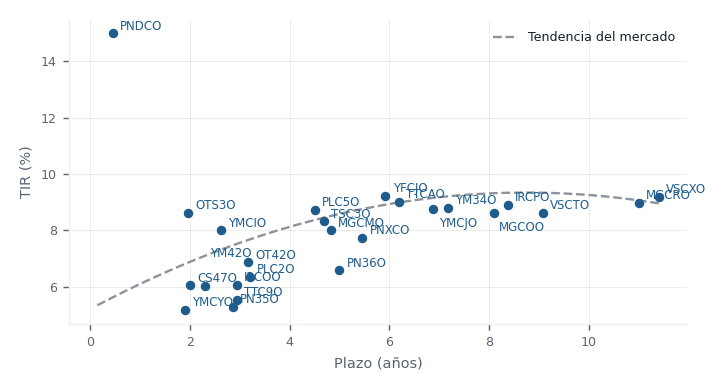 PNDCO
Tendencia del mercado
14
12
10
8
6
TIR (%)
OTS3O
YMCIO
YM42O
OT42O
PLC2O
CS47O
TTC9O
PN35O
YMCYO
PLC5O
TSC3O
MGCMO
PNXCO
PN36O
YFCJO
TTCAO
YM34O
YMCJO
IRCPO
MGCOO
VSCTO
VSCXO
MGCRO
0
2
4
6
8
10
Plazo (años)